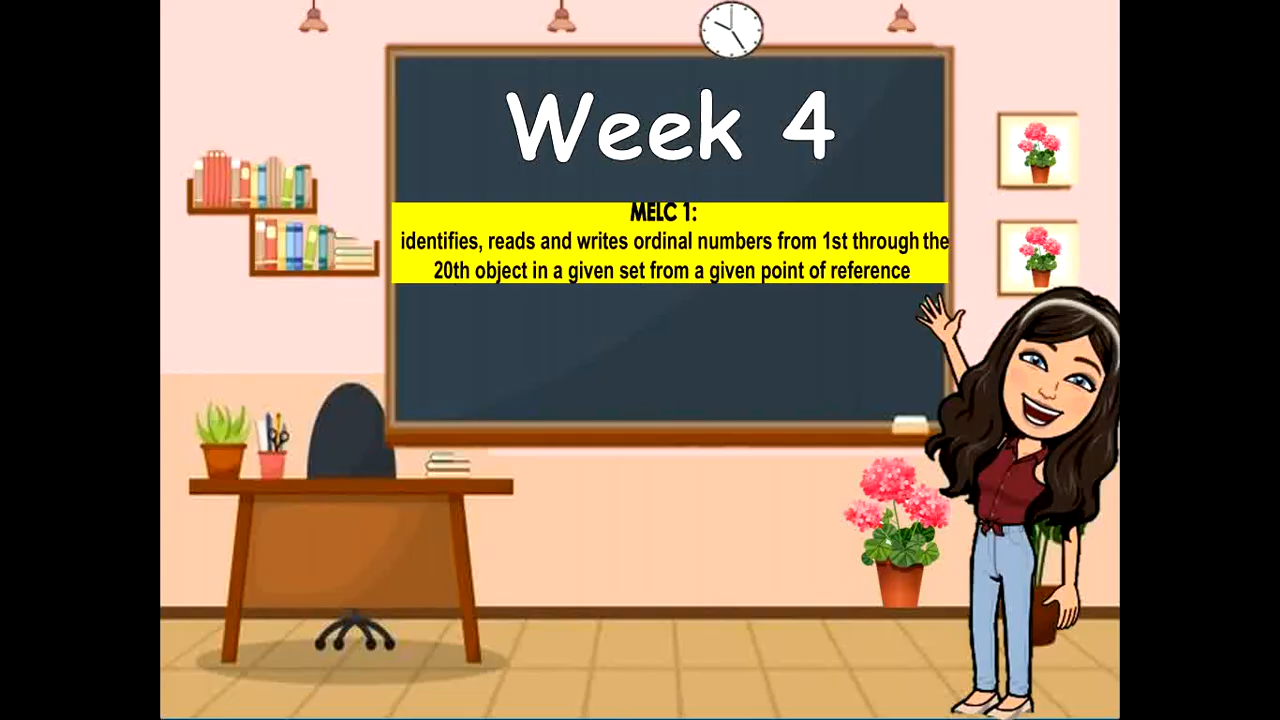 Week 4
MELC 1:
identifies, reads and writes ordinal numbers from 1st through the
20th object in a given set from a given point of reference